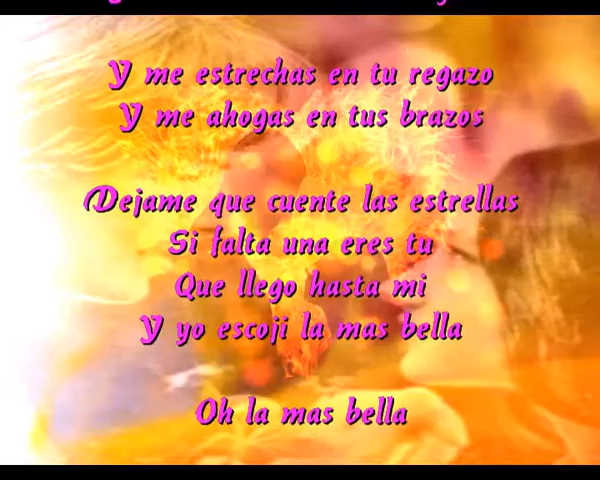 Y me estrechas en tu regazo
Y me ahogas en tus brazos
Dejame que cuente las estrellas
Si falta una eres tu
Que llego hasta mi
Y yo escoji la mas bella
Oh la mas bella